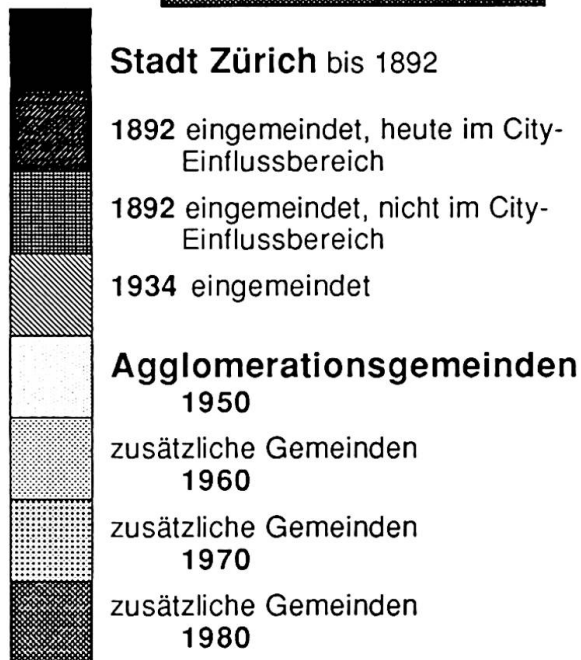 Stadt Zürich bis 1892
1892 eingemeindet, heute im City-
Einflussbereich
1892 eingemeindet, nicht im City-
Einflussbereich
1934 eingemeindet
Agglomerationsgemeinden
1950
zusätzliche Gemeinden
1960
zusätzliche Gemeinden
1970
zusätzliche Gemeinden
1980